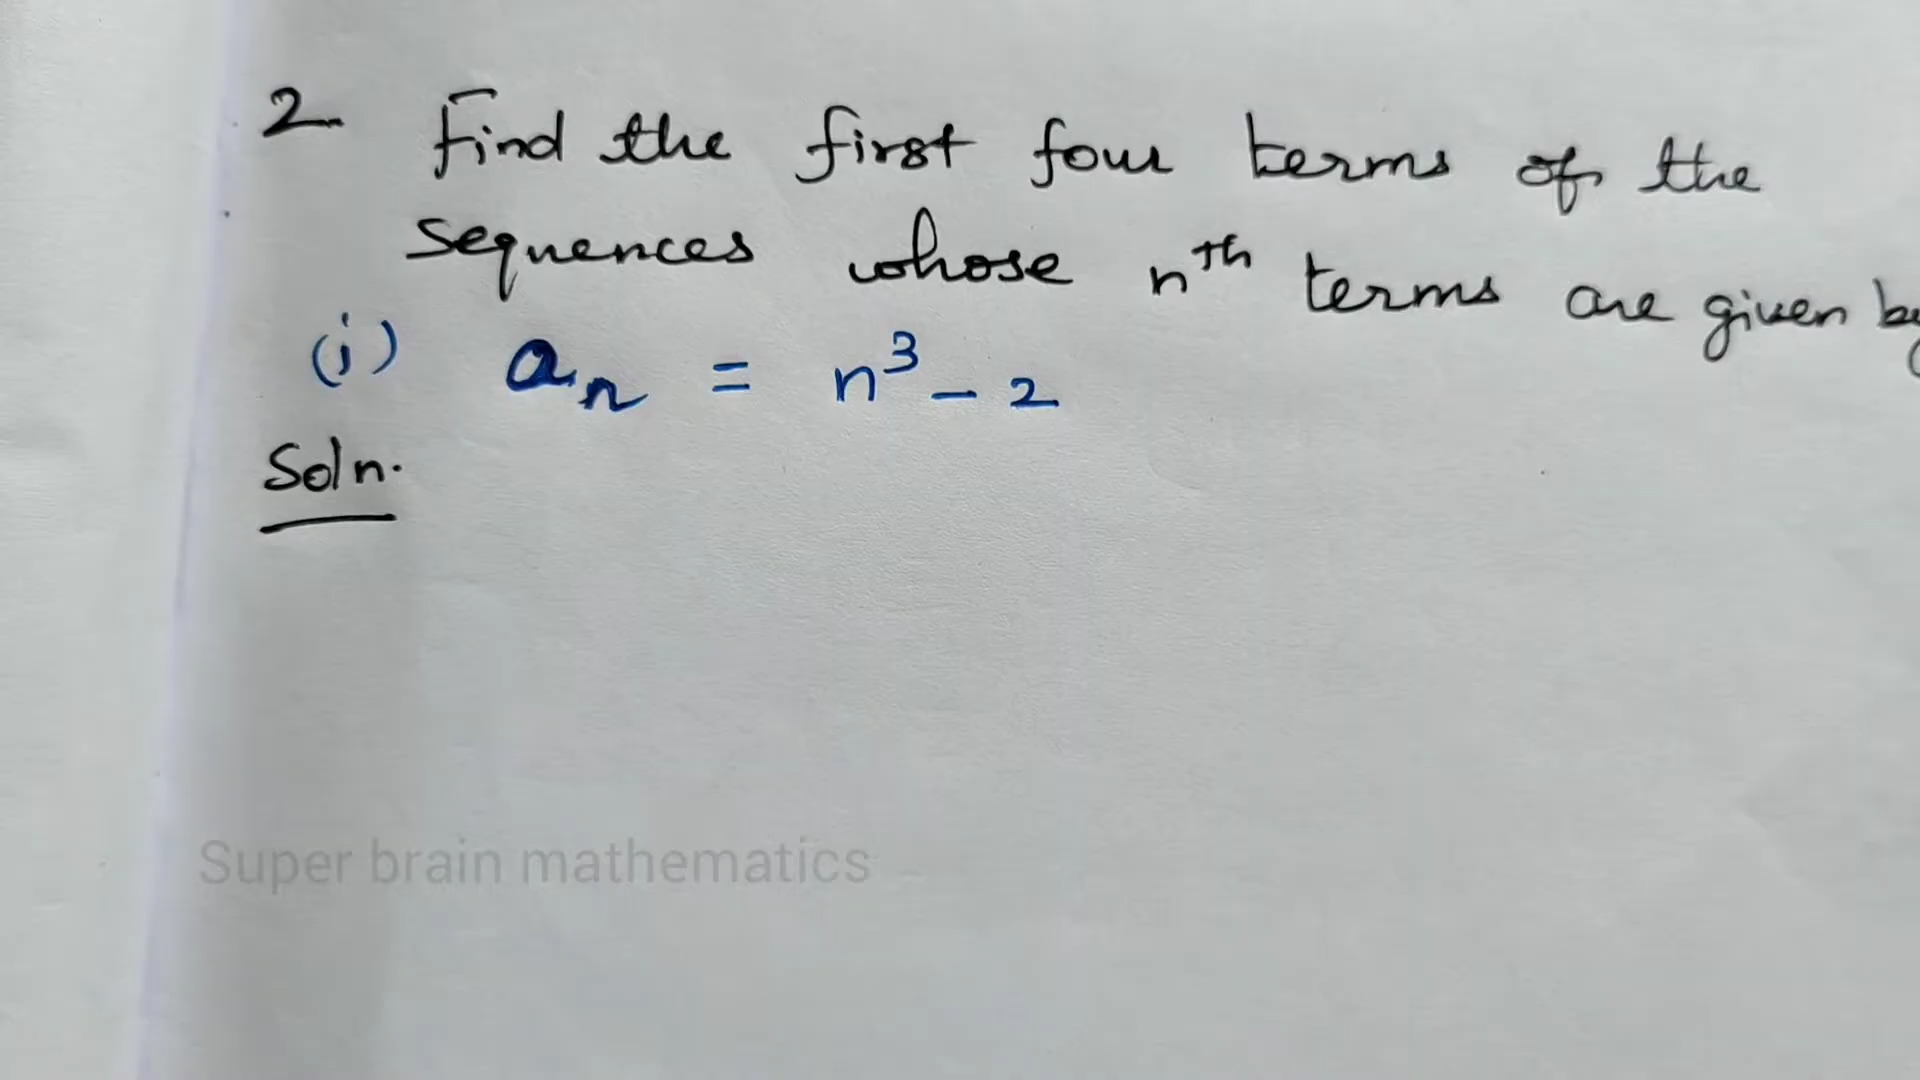 2. Find the first four terms of the
sequences whose nth terms are given by
(i) aₙ = n³ - 2
Soln.
Super brain mathematics